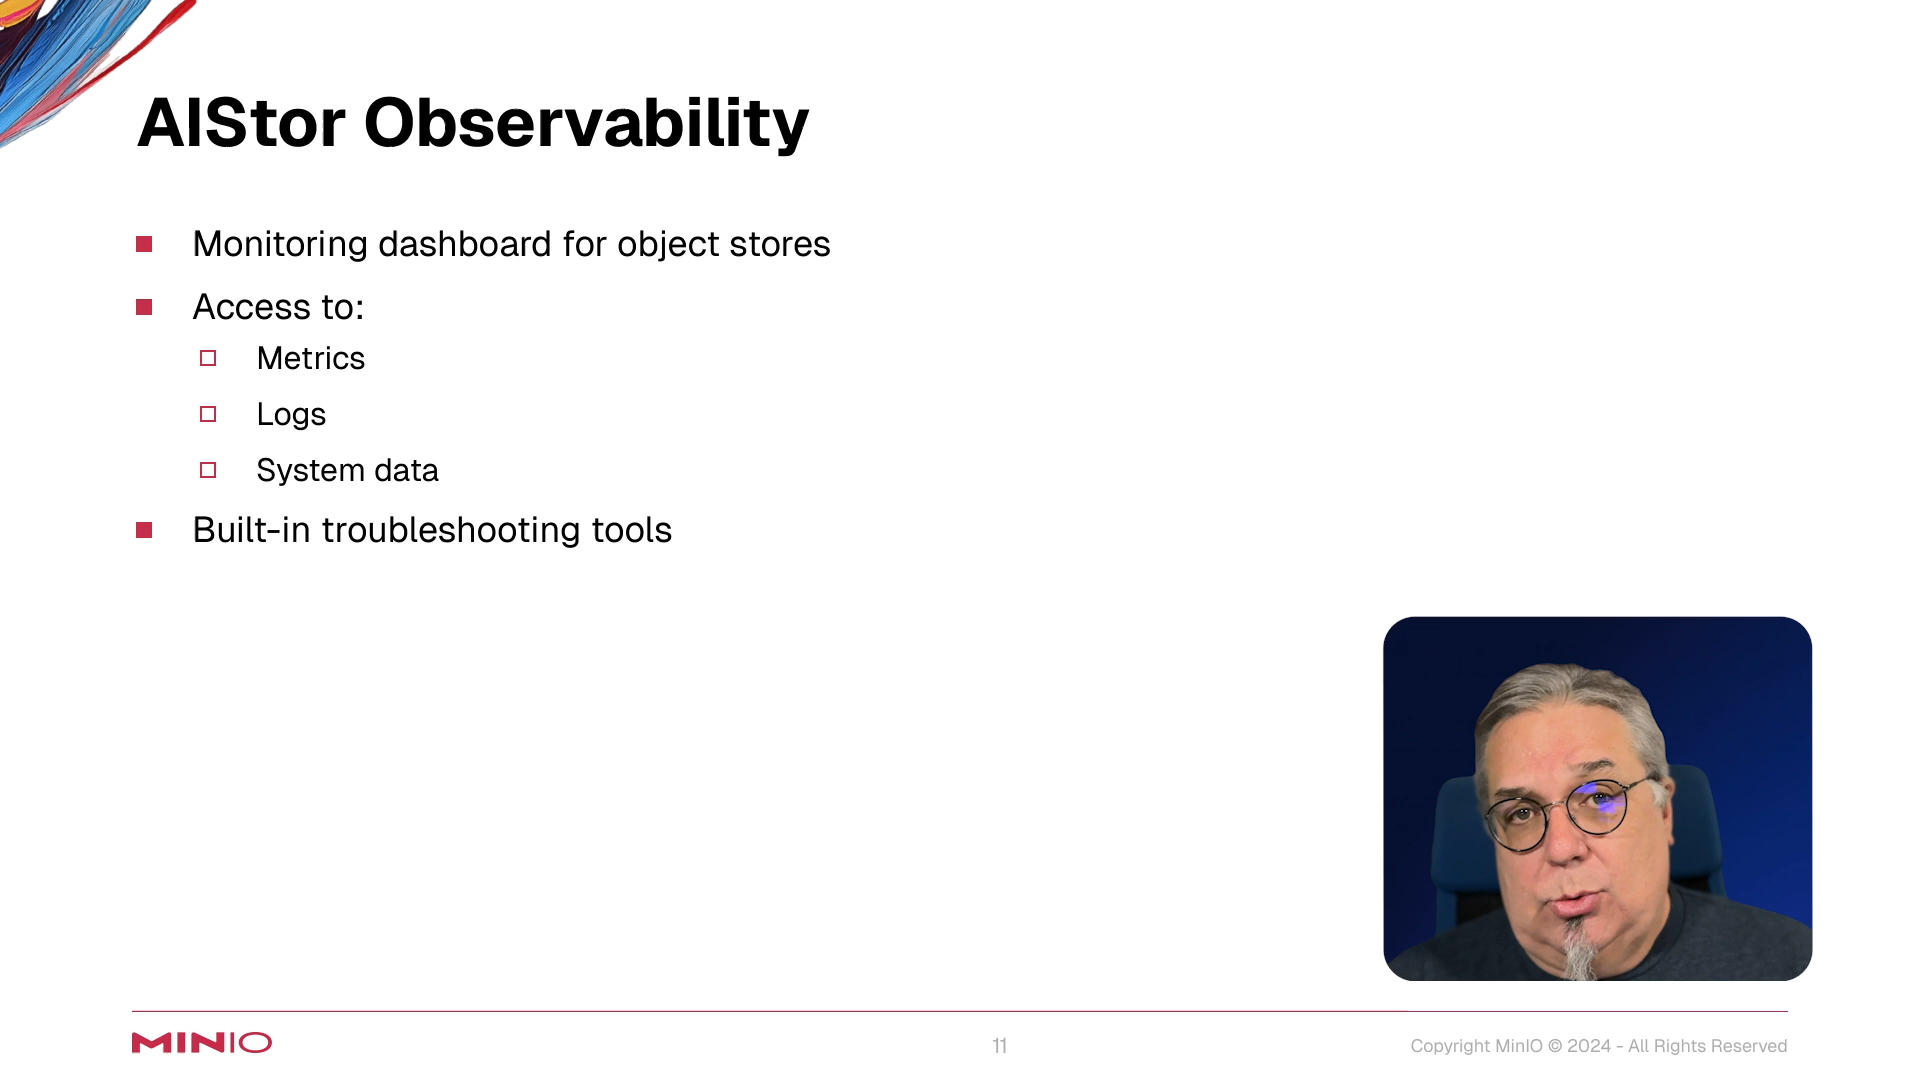 AIStor Observability
Monitoring dashboard for object stores
Access to:
Metrics
Logs
System data
Built-in troubleshooting tools
MINIO
11
Copyright MinIO © 2024 - All Rights Reserved